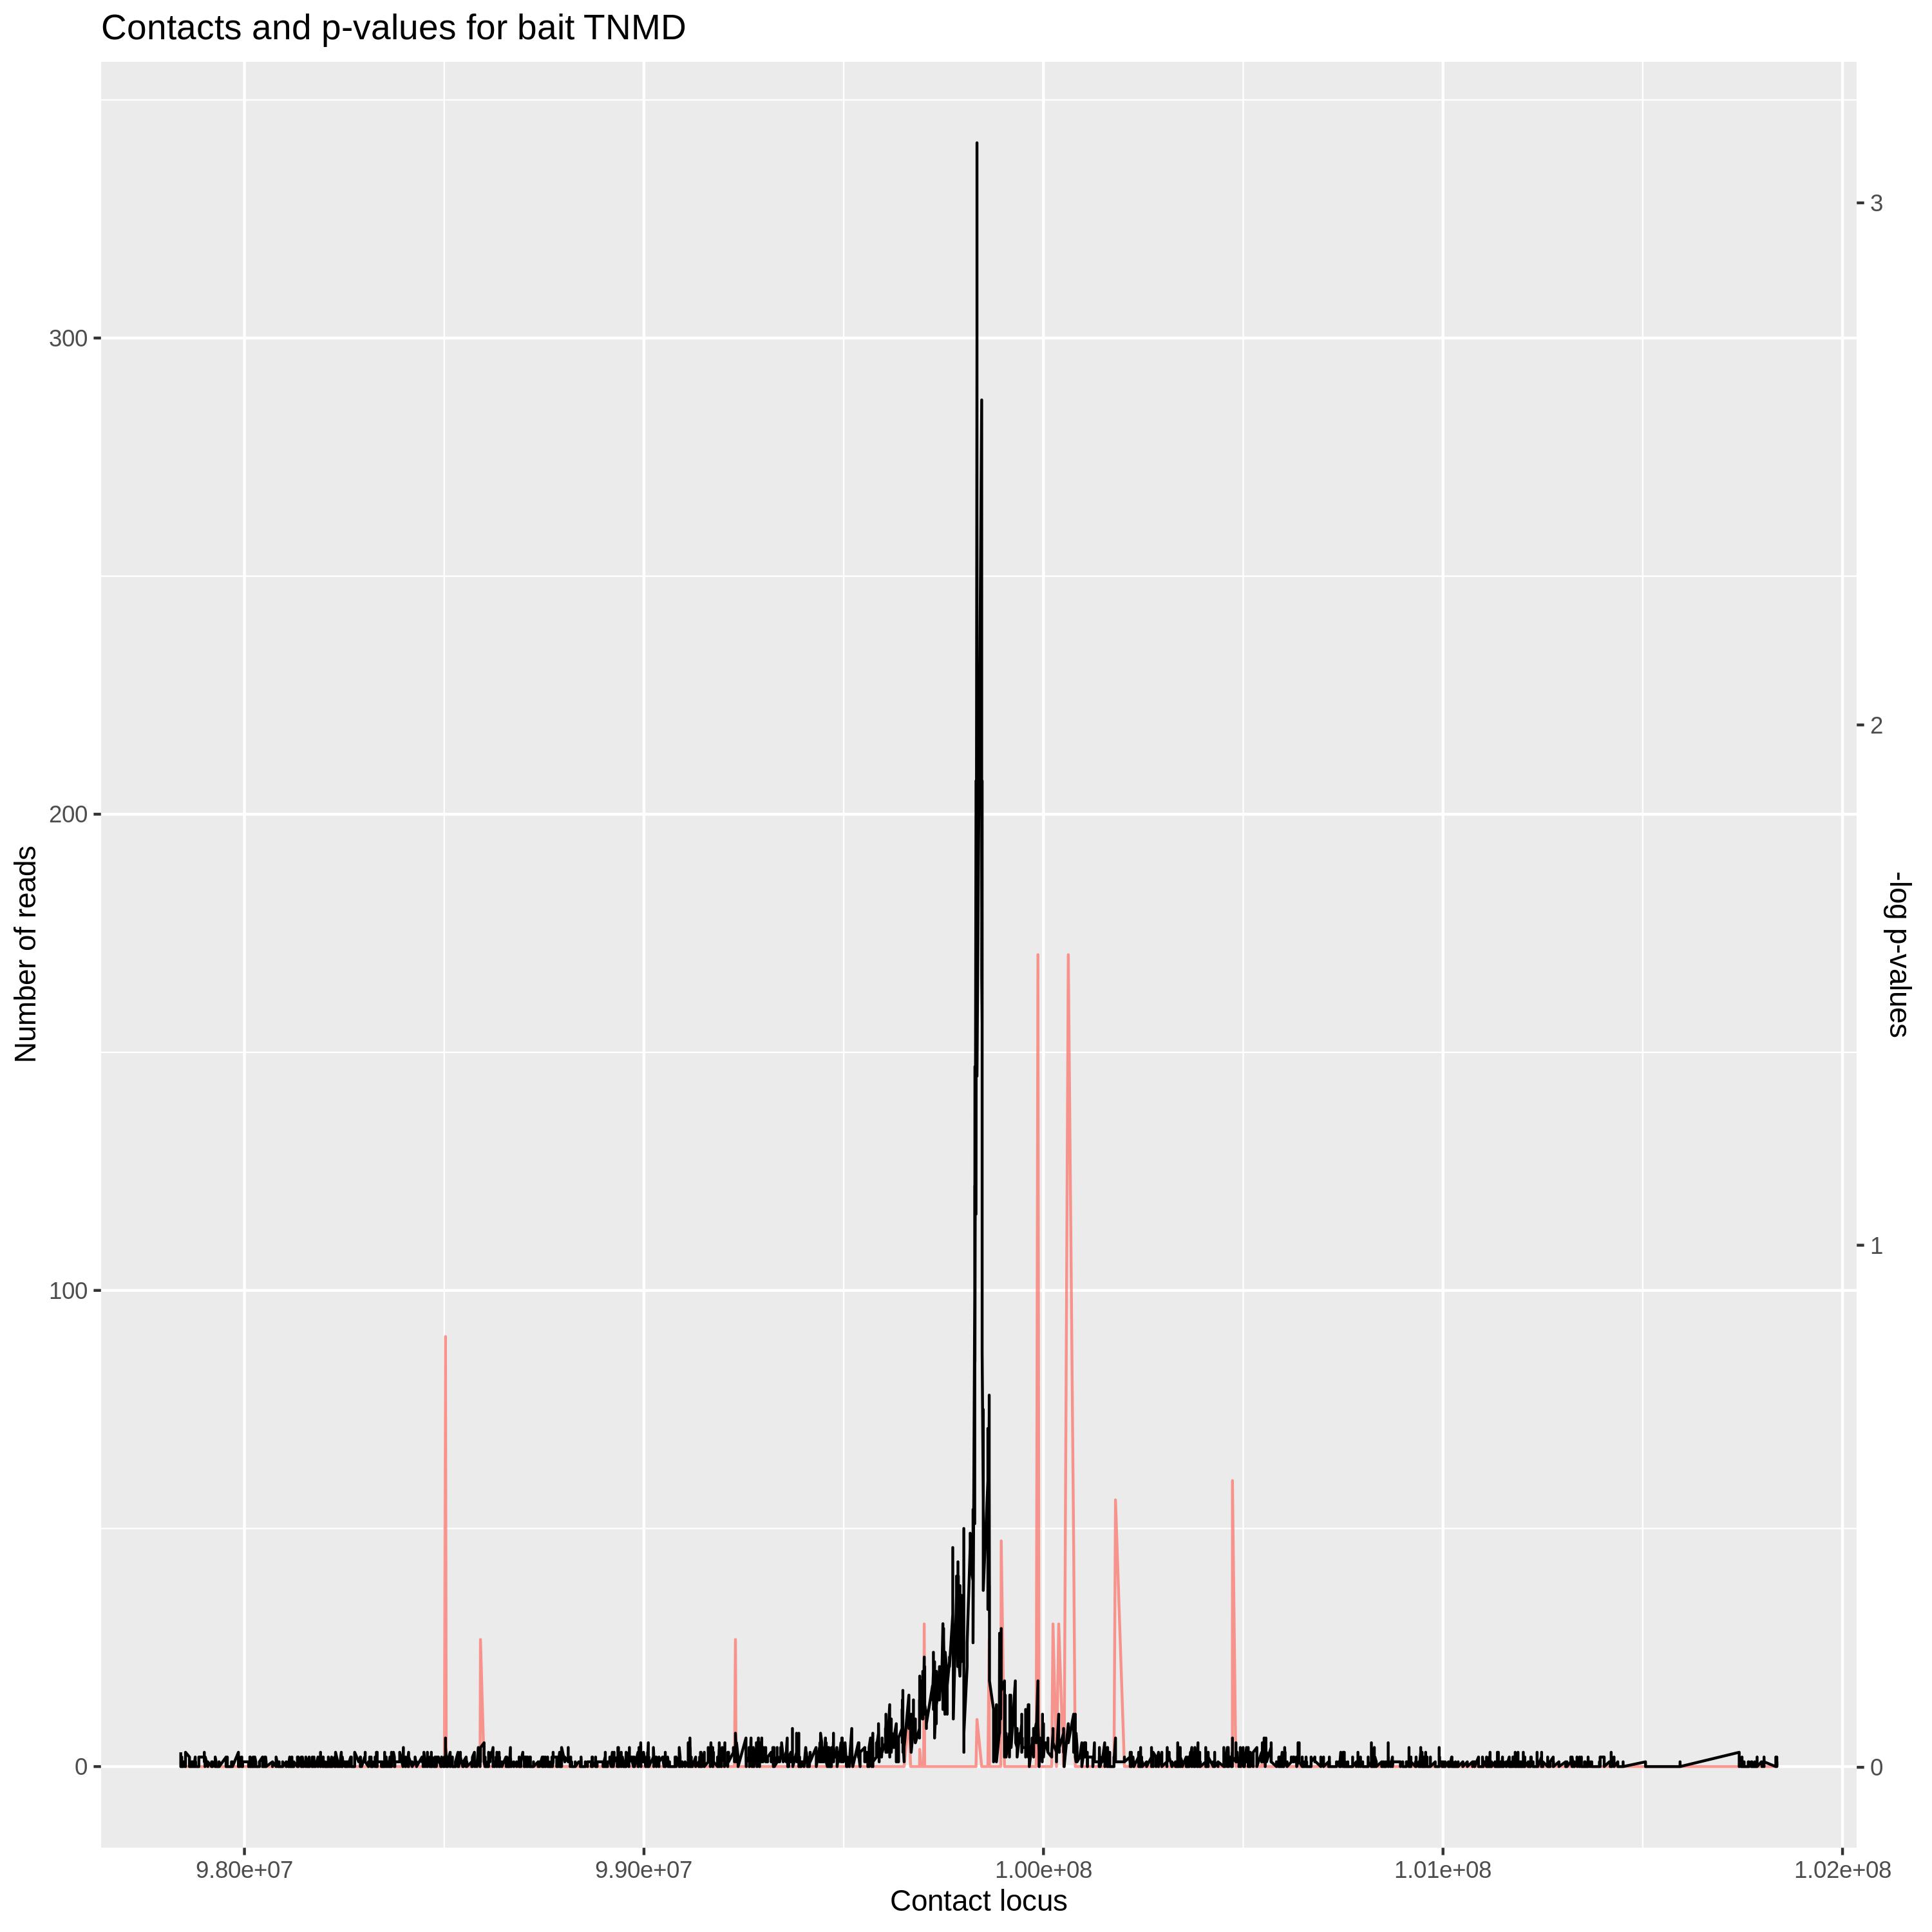 Contacts and p-values for bait TNMD
300
200
100
0
3
2
1
0
Number of reads
-log p-values
9.80e+07 9.90e+07 1.00e+08 1.01e+08 1.02e+08
Contact locus